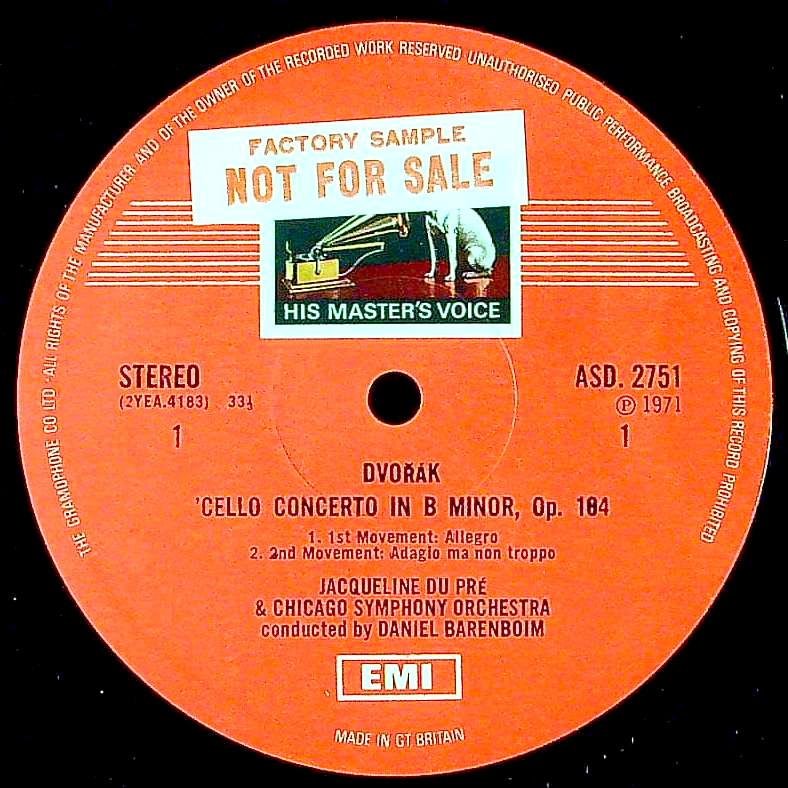 THE GRAMOPHONE CO LTD · ALL RIGHTS OF THE MANUFACTURER AND OF THE OWNER OF THE RECORDED WORK RESERVED · UNAUTHORISED PUBLIC PERFORMANCE BROADCASTING AND COPYING OF THIS RECORD PROHIBITED
FACTORY SAMPLE
NOT FOR SALE
HIS MASTER'S VOICE
STEREO ASD. 2751
(2YEA.4183) 33⅓ ℗ 1971
1 1
DVOŘÁK
'CELLO CONCERTO IN B MINOR, Op. 104
1. 1st Movement: Allegro
2. 2nd Movement: Adagio ma non troppo
JACQUELINE DU PRÉ
& CHICAGO SYMPHONY ORCHESTRA
conducted by DANIEL BARENBOIM
EMI
MADE IN GT BRITAIN